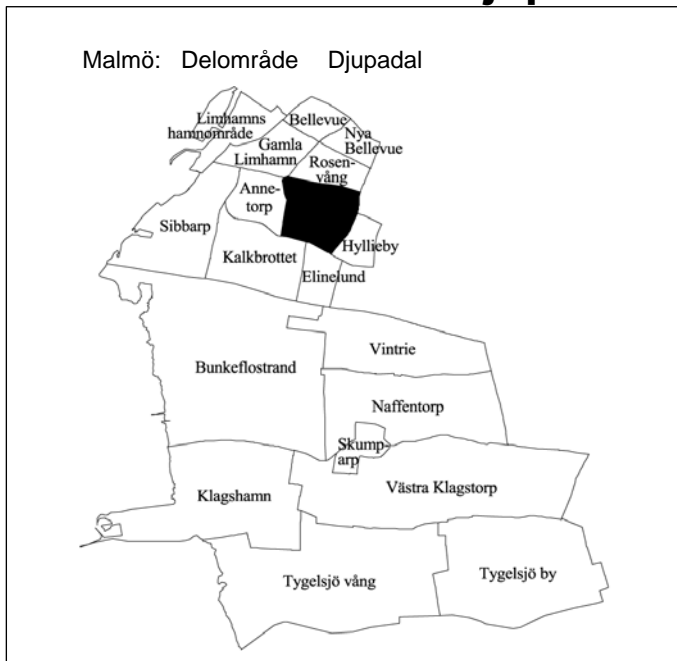 Malmö: Delområde Djupadal
Limhamns
hamnområde
Bellevue
Nya
Bellevue
Gamla
Limhamn
Rosen-
vång
Anne-
torp
Sibbarp
Hyllieby
Kalkbrottet
Elinelund
Vintrie
Bunkeflostrand
Naffentorp
Skump-
arp
Västra Klagstorp
Klagshamn
Tygelsjö vång
Tygelsjö by